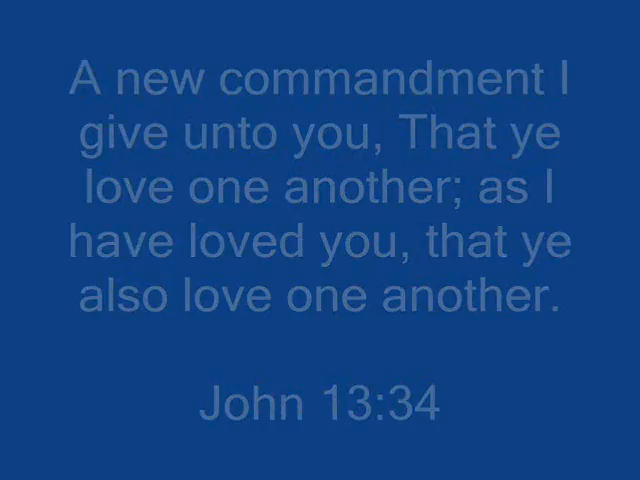 A new commandment I
give unto you, That ye
love one another; as I
have loved you, that ye
also love one another.
John 13:34